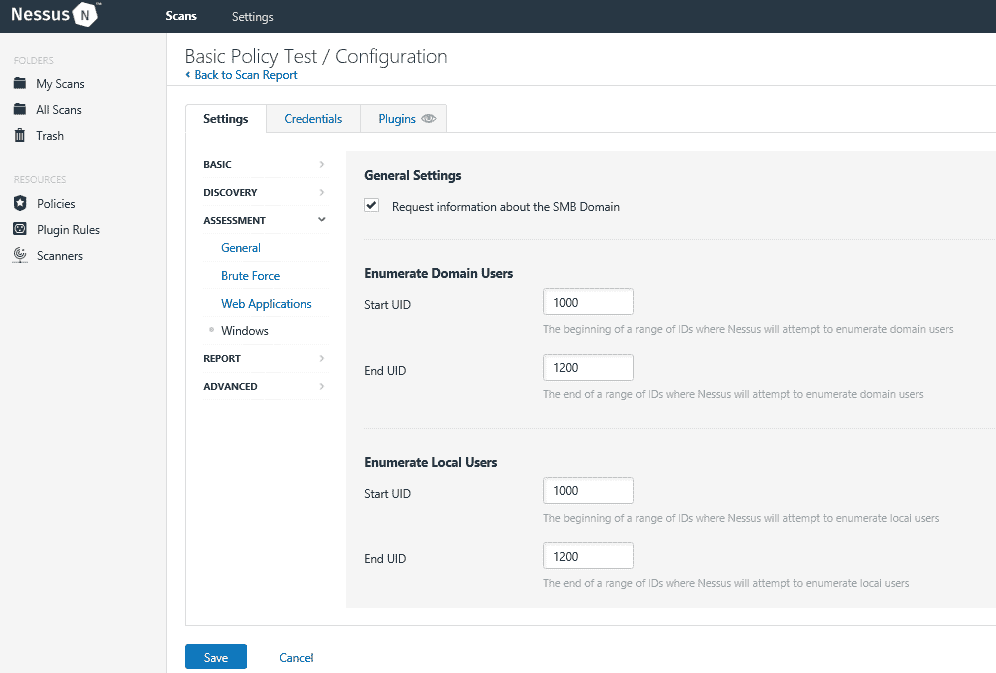 Nessus N ™
Scans Settings
FOLDERS
My Scans
All Scans
Trash
RESOURCES
Policies
Plugin Rules
Scanners
Basic Policy Test / Configuration
‹ Back to Scan Report
Settings Credentials Plugins
BASIC
DISCOVERY
ASSESSMENT
General
Brute Force
Web Applications
Windows
REPORT
ADVANCED
General Settings
Request information about the SMB Domain
Enumerate Domain Users
Start UID 1000
The beginning of a range of IDs where Nessus will attempt to enumerate domain users
End UID 1200
The end of a range of IDs where Nessus will attempt to enumerate domain users
Enumerate Local Users
Start UID 1000
The beginning of a range of IDs where Nessus will attempt to enumerate local users
End UID 1200
The end of a range of IDs where Nessus will attempt to enumerate local users
Save Cancel